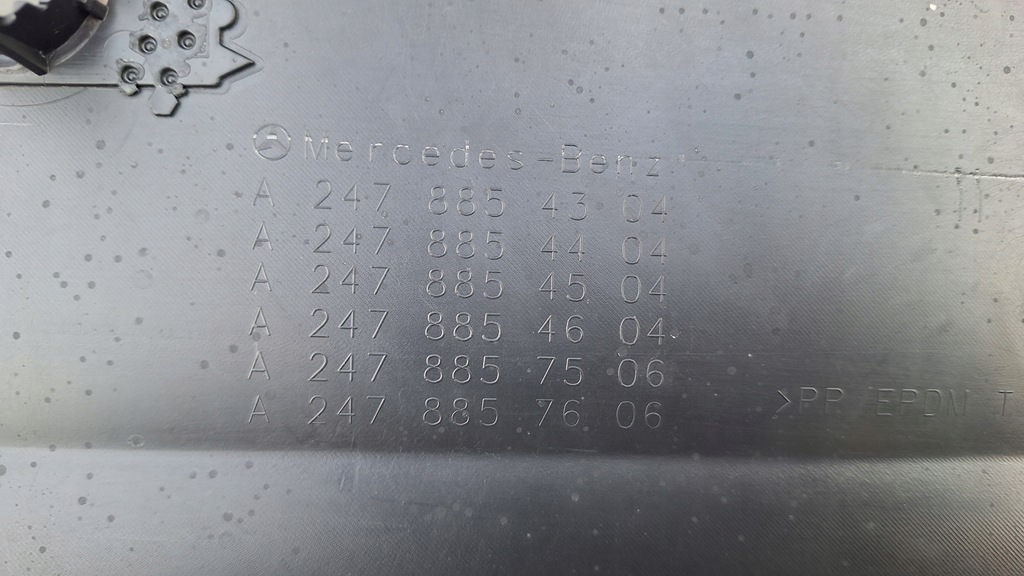 Mercedes-Benz
A 247 885 43 04
A 247 885 44 04
A 247 885 45 04
A 247 885 46 04
A 247 885 75 06
A 247 885 76 06
>PP/EPDM T